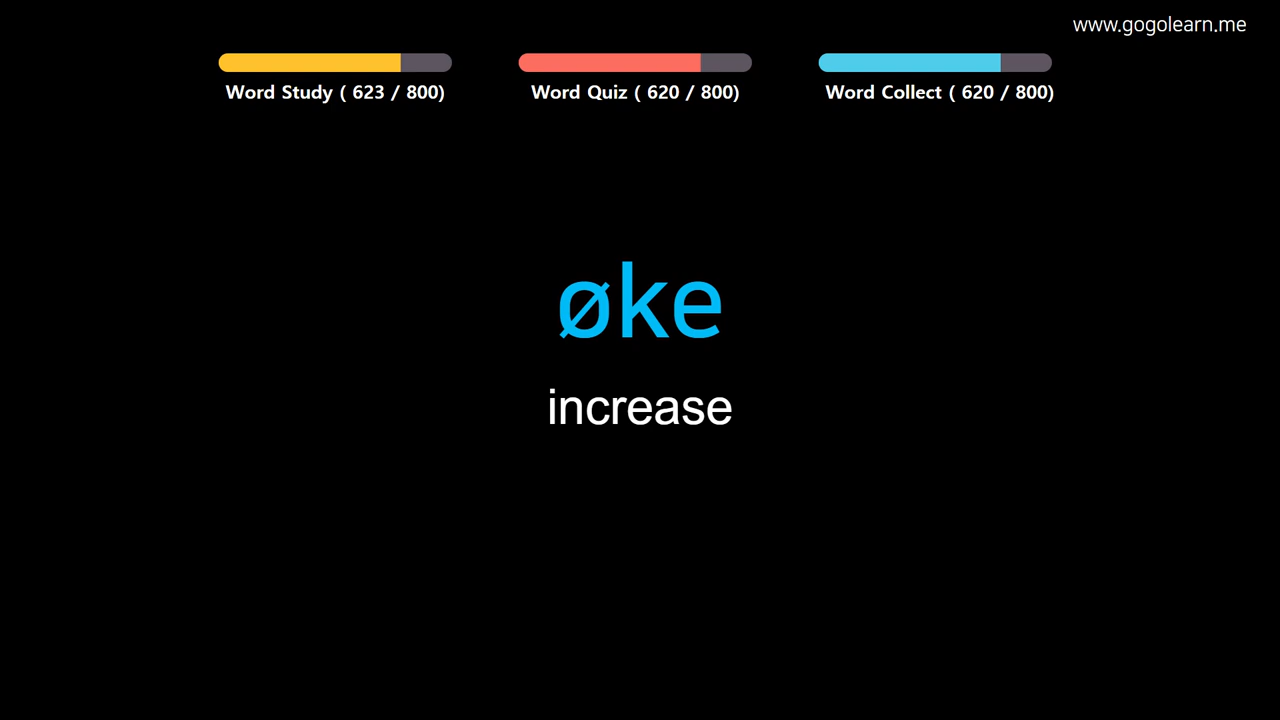 www.gogolearn.me
Word Study ( 623 / 800)
Word Quiz ( 620 / 800)
Word Collect ( 620 / 800)
øke
increase